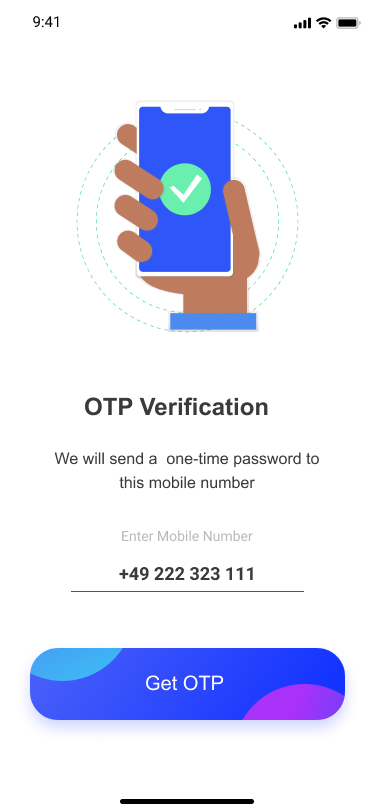 9:41
OTP Verification
We will send a  one-time password to
this mobile number
Enter Mobile Number
+49 222 323 111
Get OTP